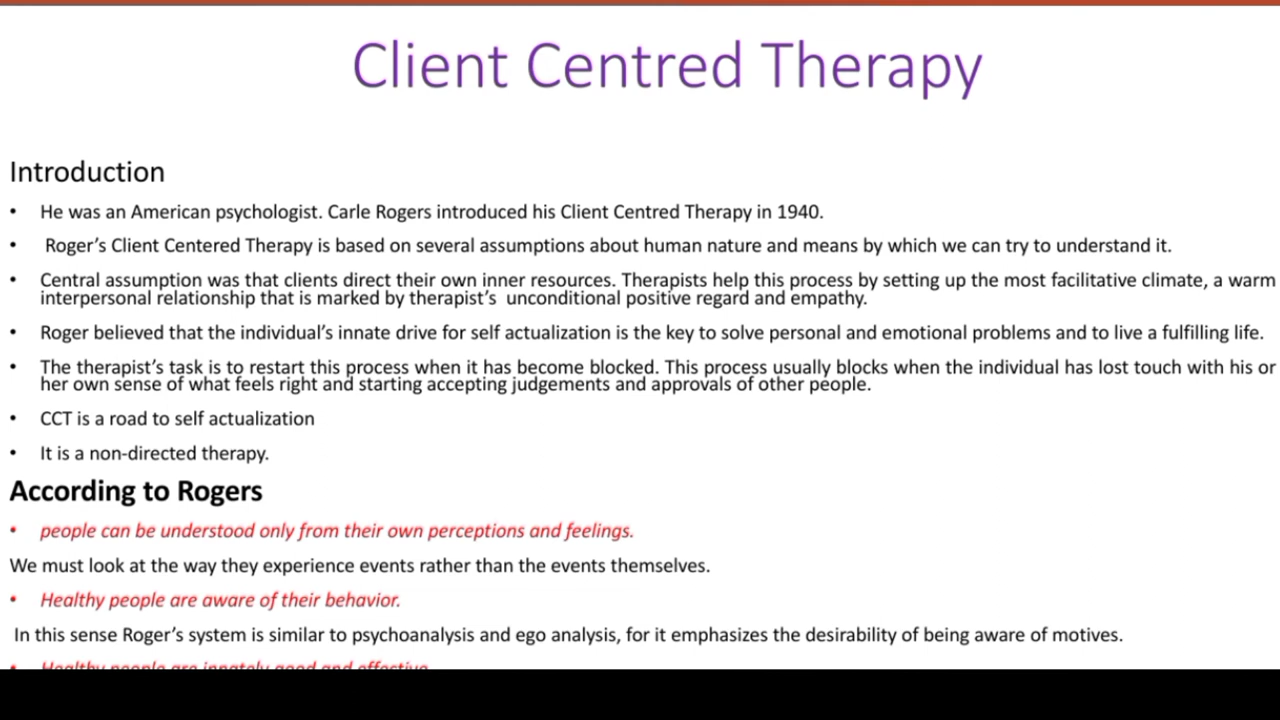 Client Centred Therapy
Introduction
• He was an American psychologist. Carle Rogers introduced his Client Centred Therapy in 1940.
• Roger’s Client Centered Therapy is based on several assumptions about human nature and means by which we can try to understand it.
• Central assumption was that clients direct their own inner resources. Therapists help this process by setting up the most facilitative climate, a warm
interpersonal relationship that is marked by therapist’s unconditional positive regard and empathy.
• Roger believed that the individual’s innate drive for self actualization is the key to solve personal and emotional problems and to live a fulfilling life.
• The therapist’s task is to restart this process when it has become blocked. This process usually blocks when the individual has lost touch with his or
her own sense of what feels right and starting accepting judgements and approvals of other people.
• CCT is a road to self actualization
• It is a non-directed therapy.
According to Rogers
• people can be understood only from their own perceptions and feelings.
We must look at the way they experience events rather than the events themselves.
• Healthy people are aware of their behavior.
In this sense Roger’s system is similar to psychoanalysis and ego analysis, for it emphasizes the desirability of being aware of motives.
• Healthy people are innately good and effective